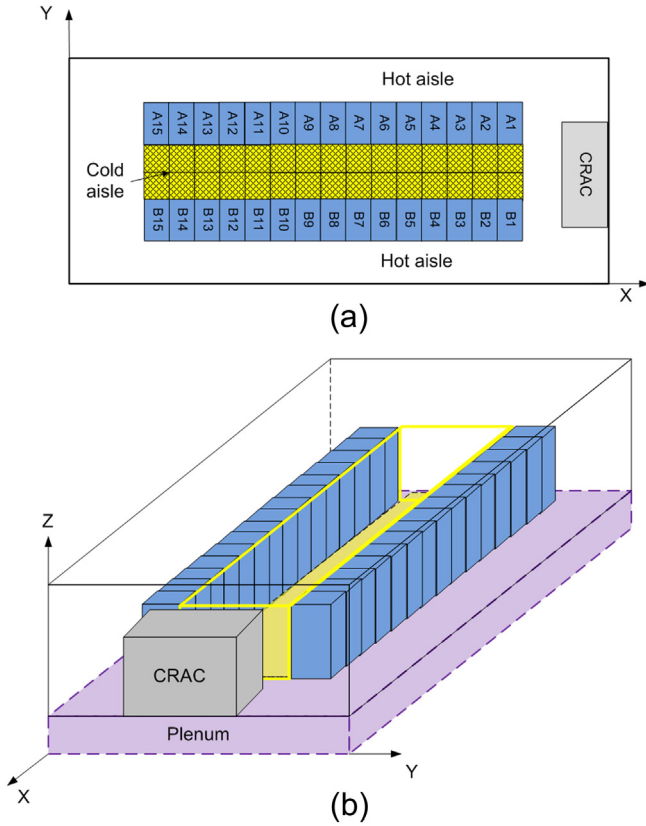 Y
Hot aisle
A15 A14 A13 A12 A11 A10 A9 A8 A7 A6 A5 A4 A3 A2 A1
Cold
aisle
CRAC
B15 B14 B13 B12 B11 B10 B9 B8 B7 B6 B5 B4 B3 B2 B1
Hot aisle
X
(a)
Z
CRAC
Plenum
Y
X
(b)